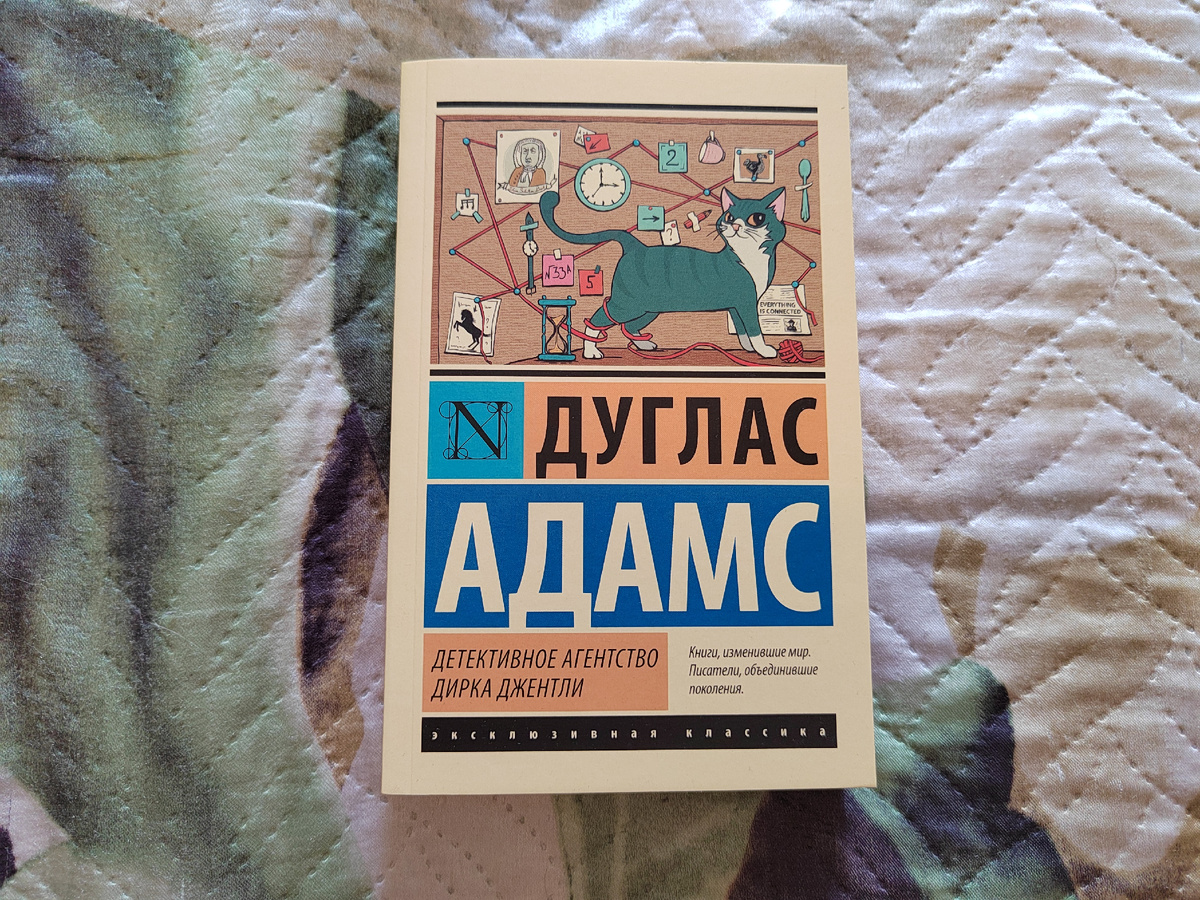 2
?
√33A
5
EVERYTHING
IS CONNECTED
N
ДУГЛАС
АДАМС
ДЕТЕКТИВНОЕ АГЕНТСТВО
ДИРКА ДЖЕНТЛИ
Книги, изменившие мир.
Писатели, объединившие
поколения.
эксклюзивная классика